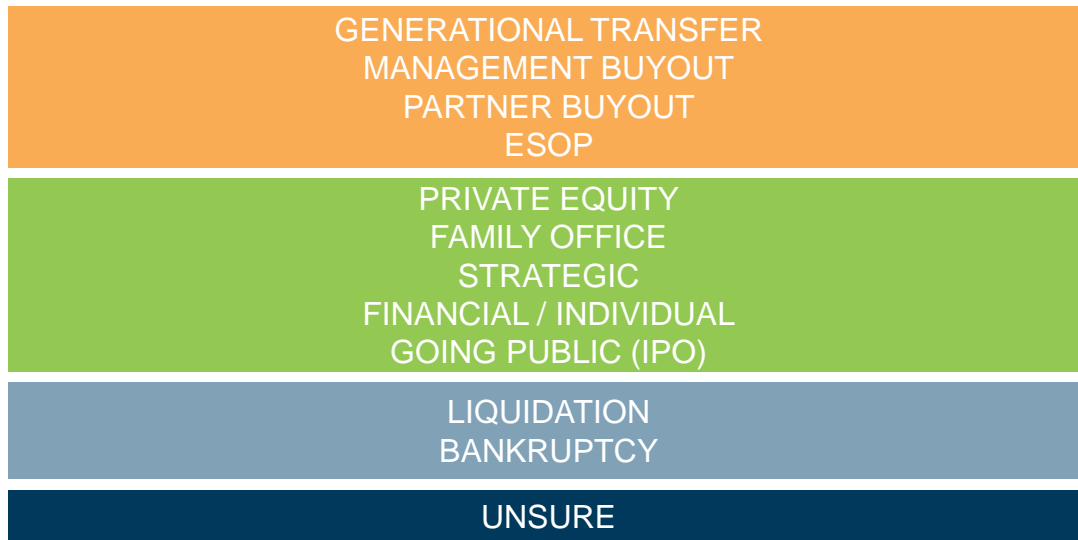 GENERATIONAL TRANSFER
MANAGEMENT BUYOUT
PARTNER BUYOUT
ESOP
PRIVATE EQUITY
FAMILY OFFICE
STRATEGIC
FINANCIAL / INDIVIDUAL
GOING PUBLIC (IPO)
LIQUIDATION
BANKRUPTCY
UNSURE